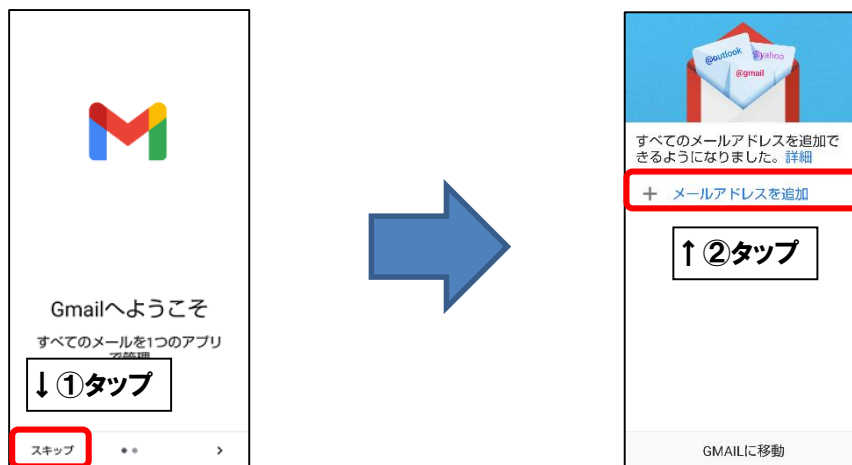 Gmailへようこそ
すべてのメールを1つのアプリ
で管理
↓①タップ
スキップ
@outlook
@yahoo
@gmail
すべてのメールアドレスを追加で
きるようになりました。詳細
+ メールアドレスを追加
↑②タップ
GMAILに移動